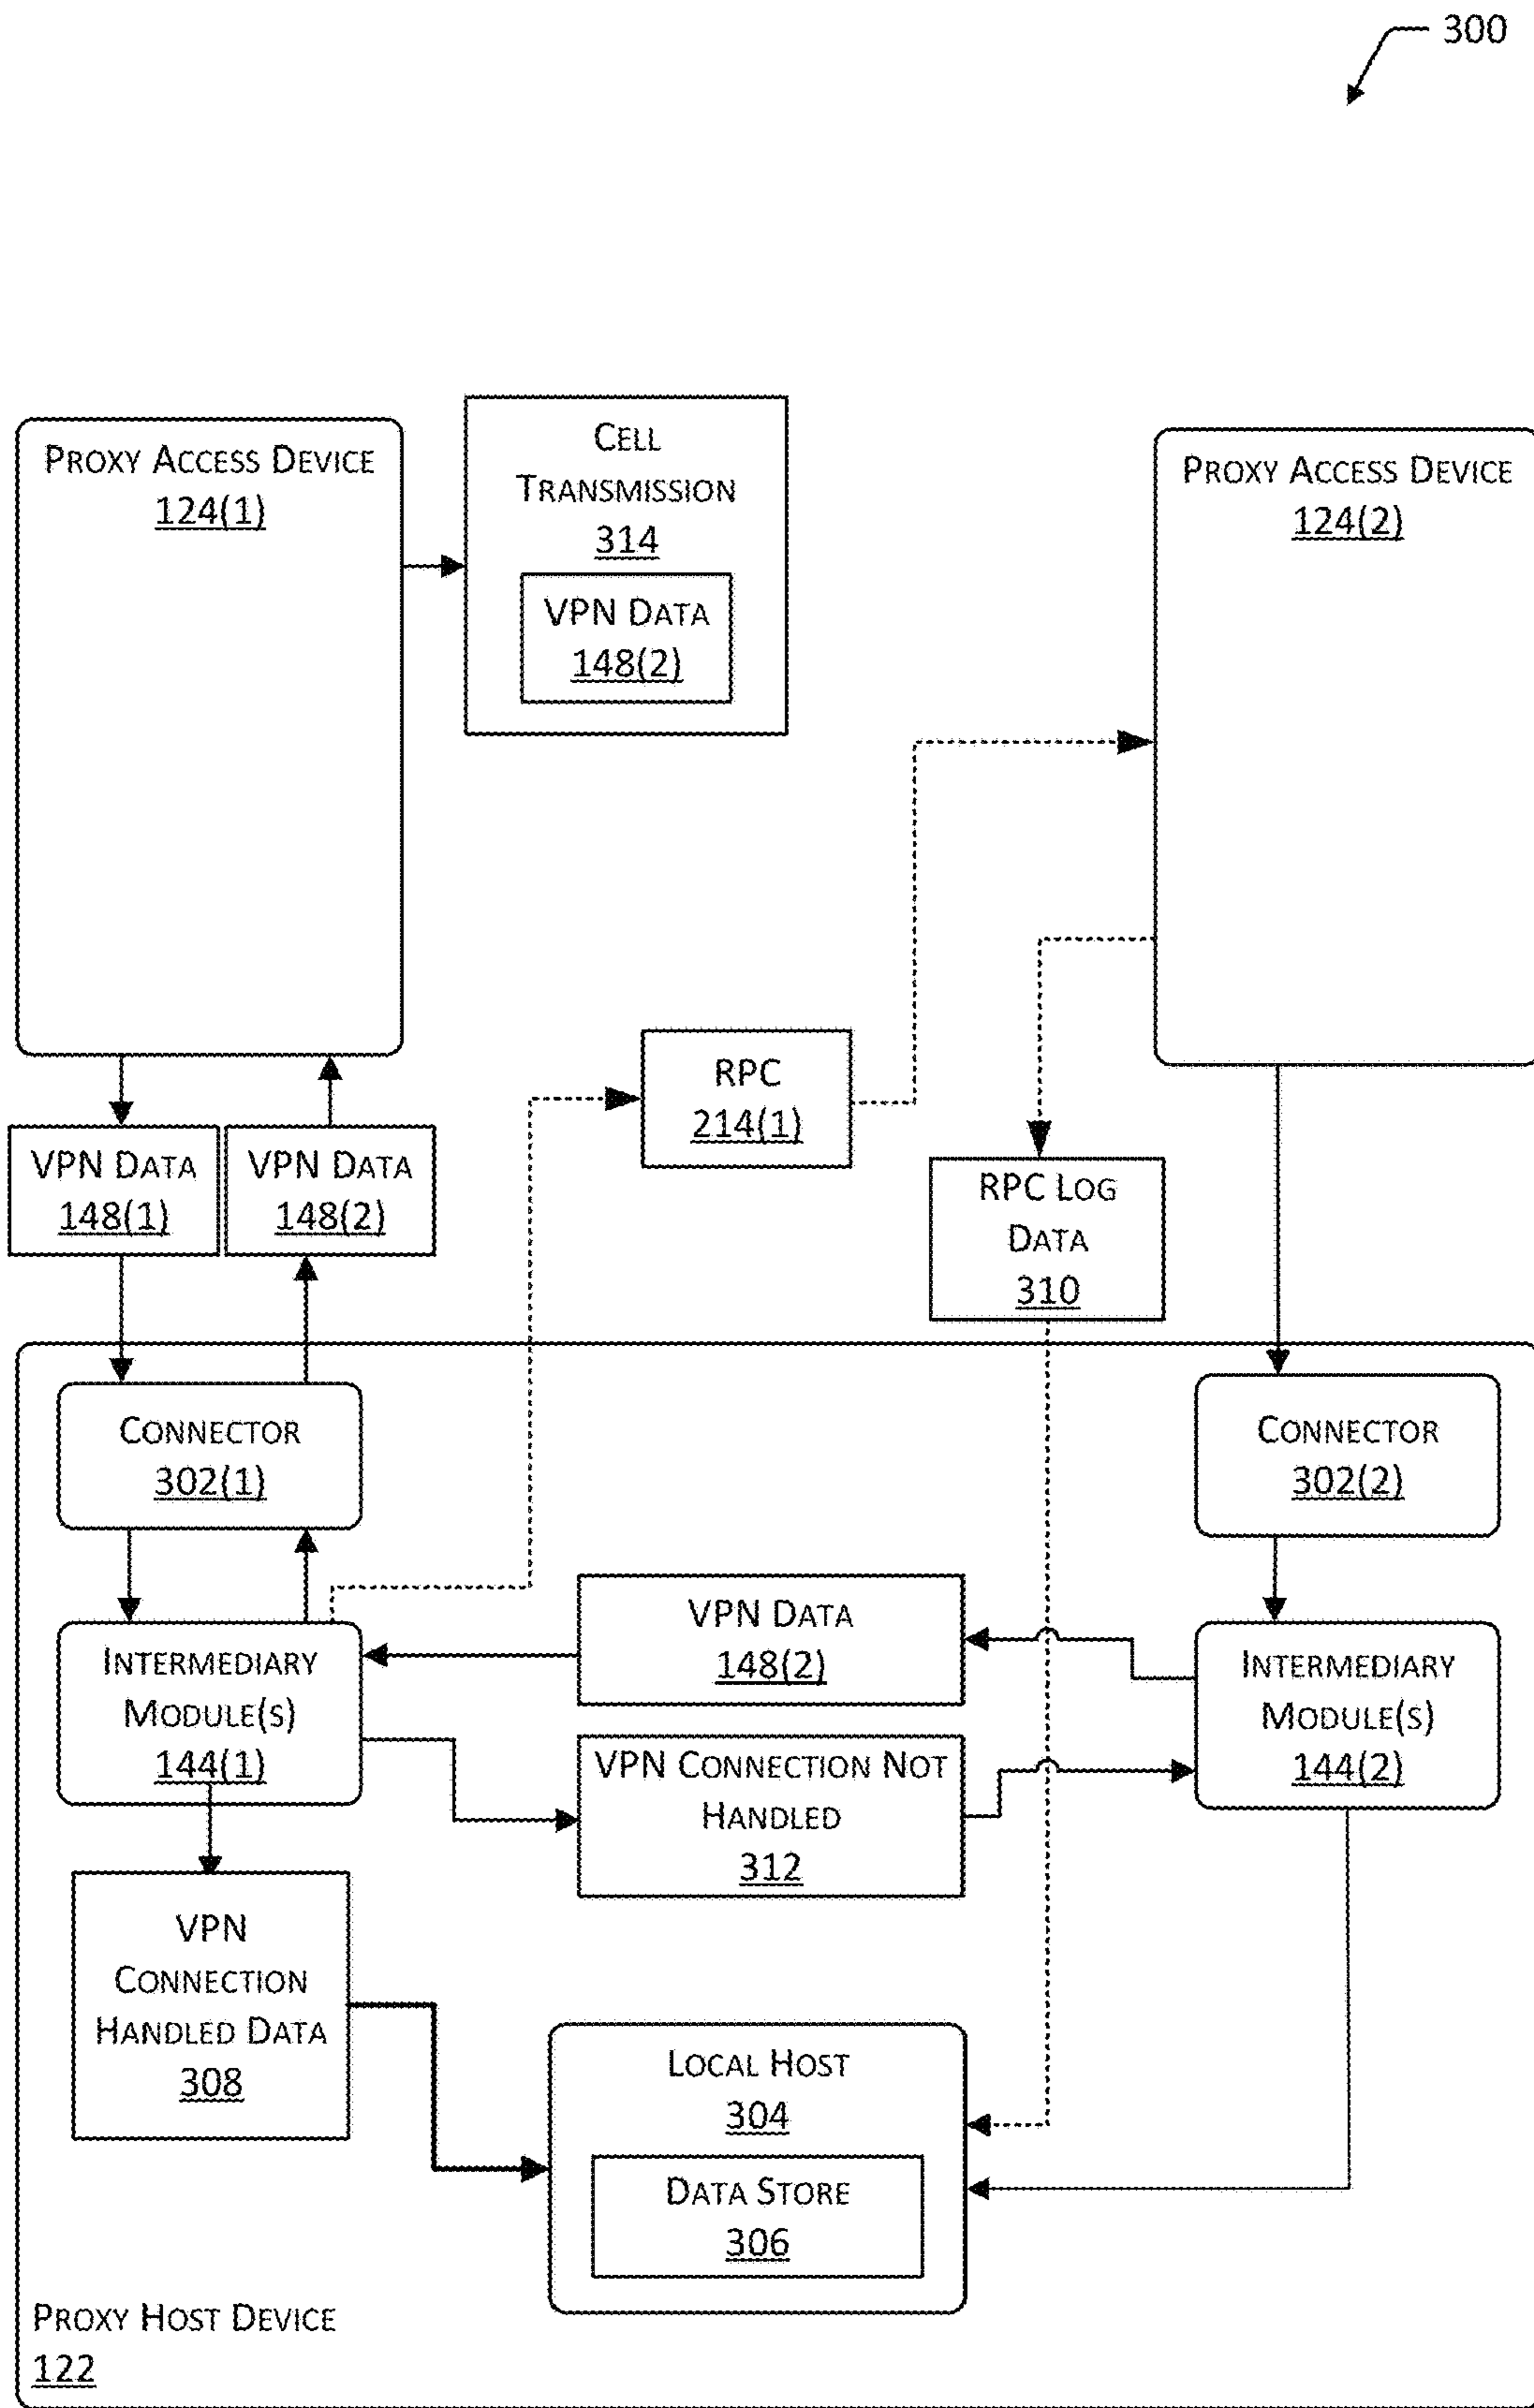 300
PROXY ACCESS DEVICE
124(1)
CELL
TRANSMISSION
314
VPN DATA
148(2)
PROXY ACCESS DEVICE
124(2)
VPN DATA
148(1)
VPN DATA
148(2)
RPC
214(1)
RPC LOG
DATA
310
CONNECTOR
302(1)
CONNECTOR
302(2)
INTERMEDIARY
MODULE(S)
144(1)
VPN DATA
148(2)
VPN CONNECTION NOT
HANDLED
312
INTERMEDIARY
MODULE(S)
144(2)
VPN
CONNECTION
HANDLED DATA
308
LOCAL HOST
304
DATA STORE
306
PROXY HOST DEVICE
122